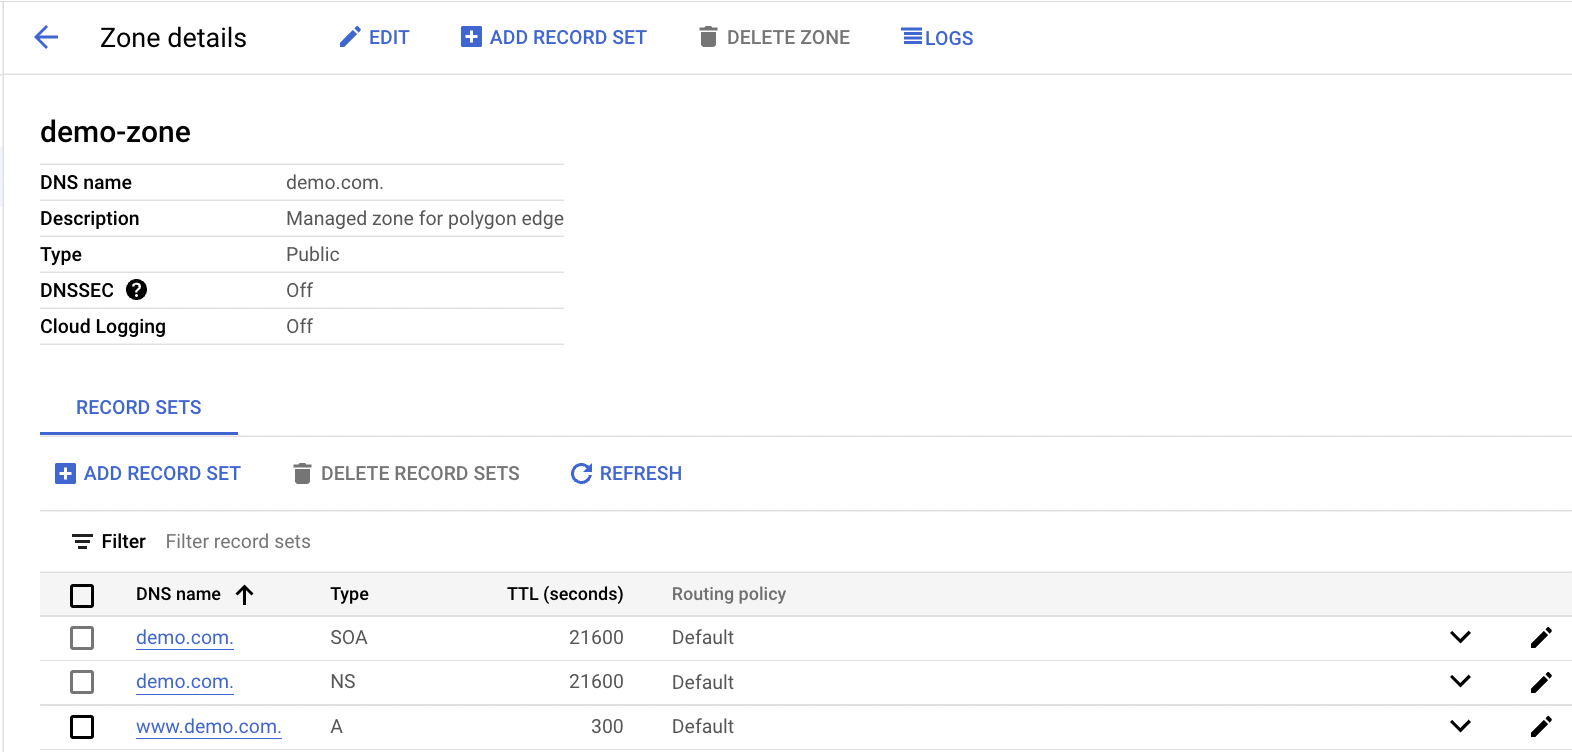 Zone details EDIT ADD RECORD SET DELETE ZONE LOGS
demo-zone
DNS name demo.com.
Description Managed zone for polygon edge
Type Public
DNSSEC ? Off
Cloud Logging Off
RECORD SETS
ADD RECORD SET DELETE RECORD SETS REFRESH
Filter Filter record sets
DNS name Type TTL (seconds) Routing policy
demo.com. SOA 21600 Default
demo.com. NS 21600 Default
www.demo.com. A 300 Default